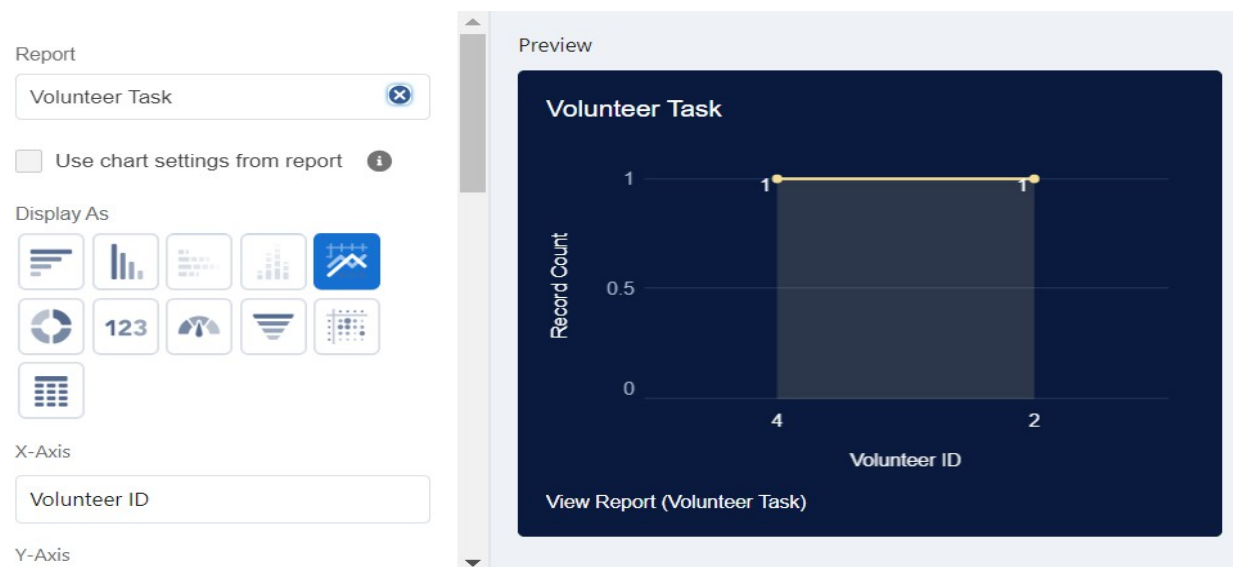 Report
Volunteer Task
Use chart settings from report
Display As
123
X-Axis
Volunteer ID
Y-Axis
Preview
Volunteer Task
1
1
1
Record Count
0.5
0
4
2
Volunteer ID
View Report (Volunteer Task)